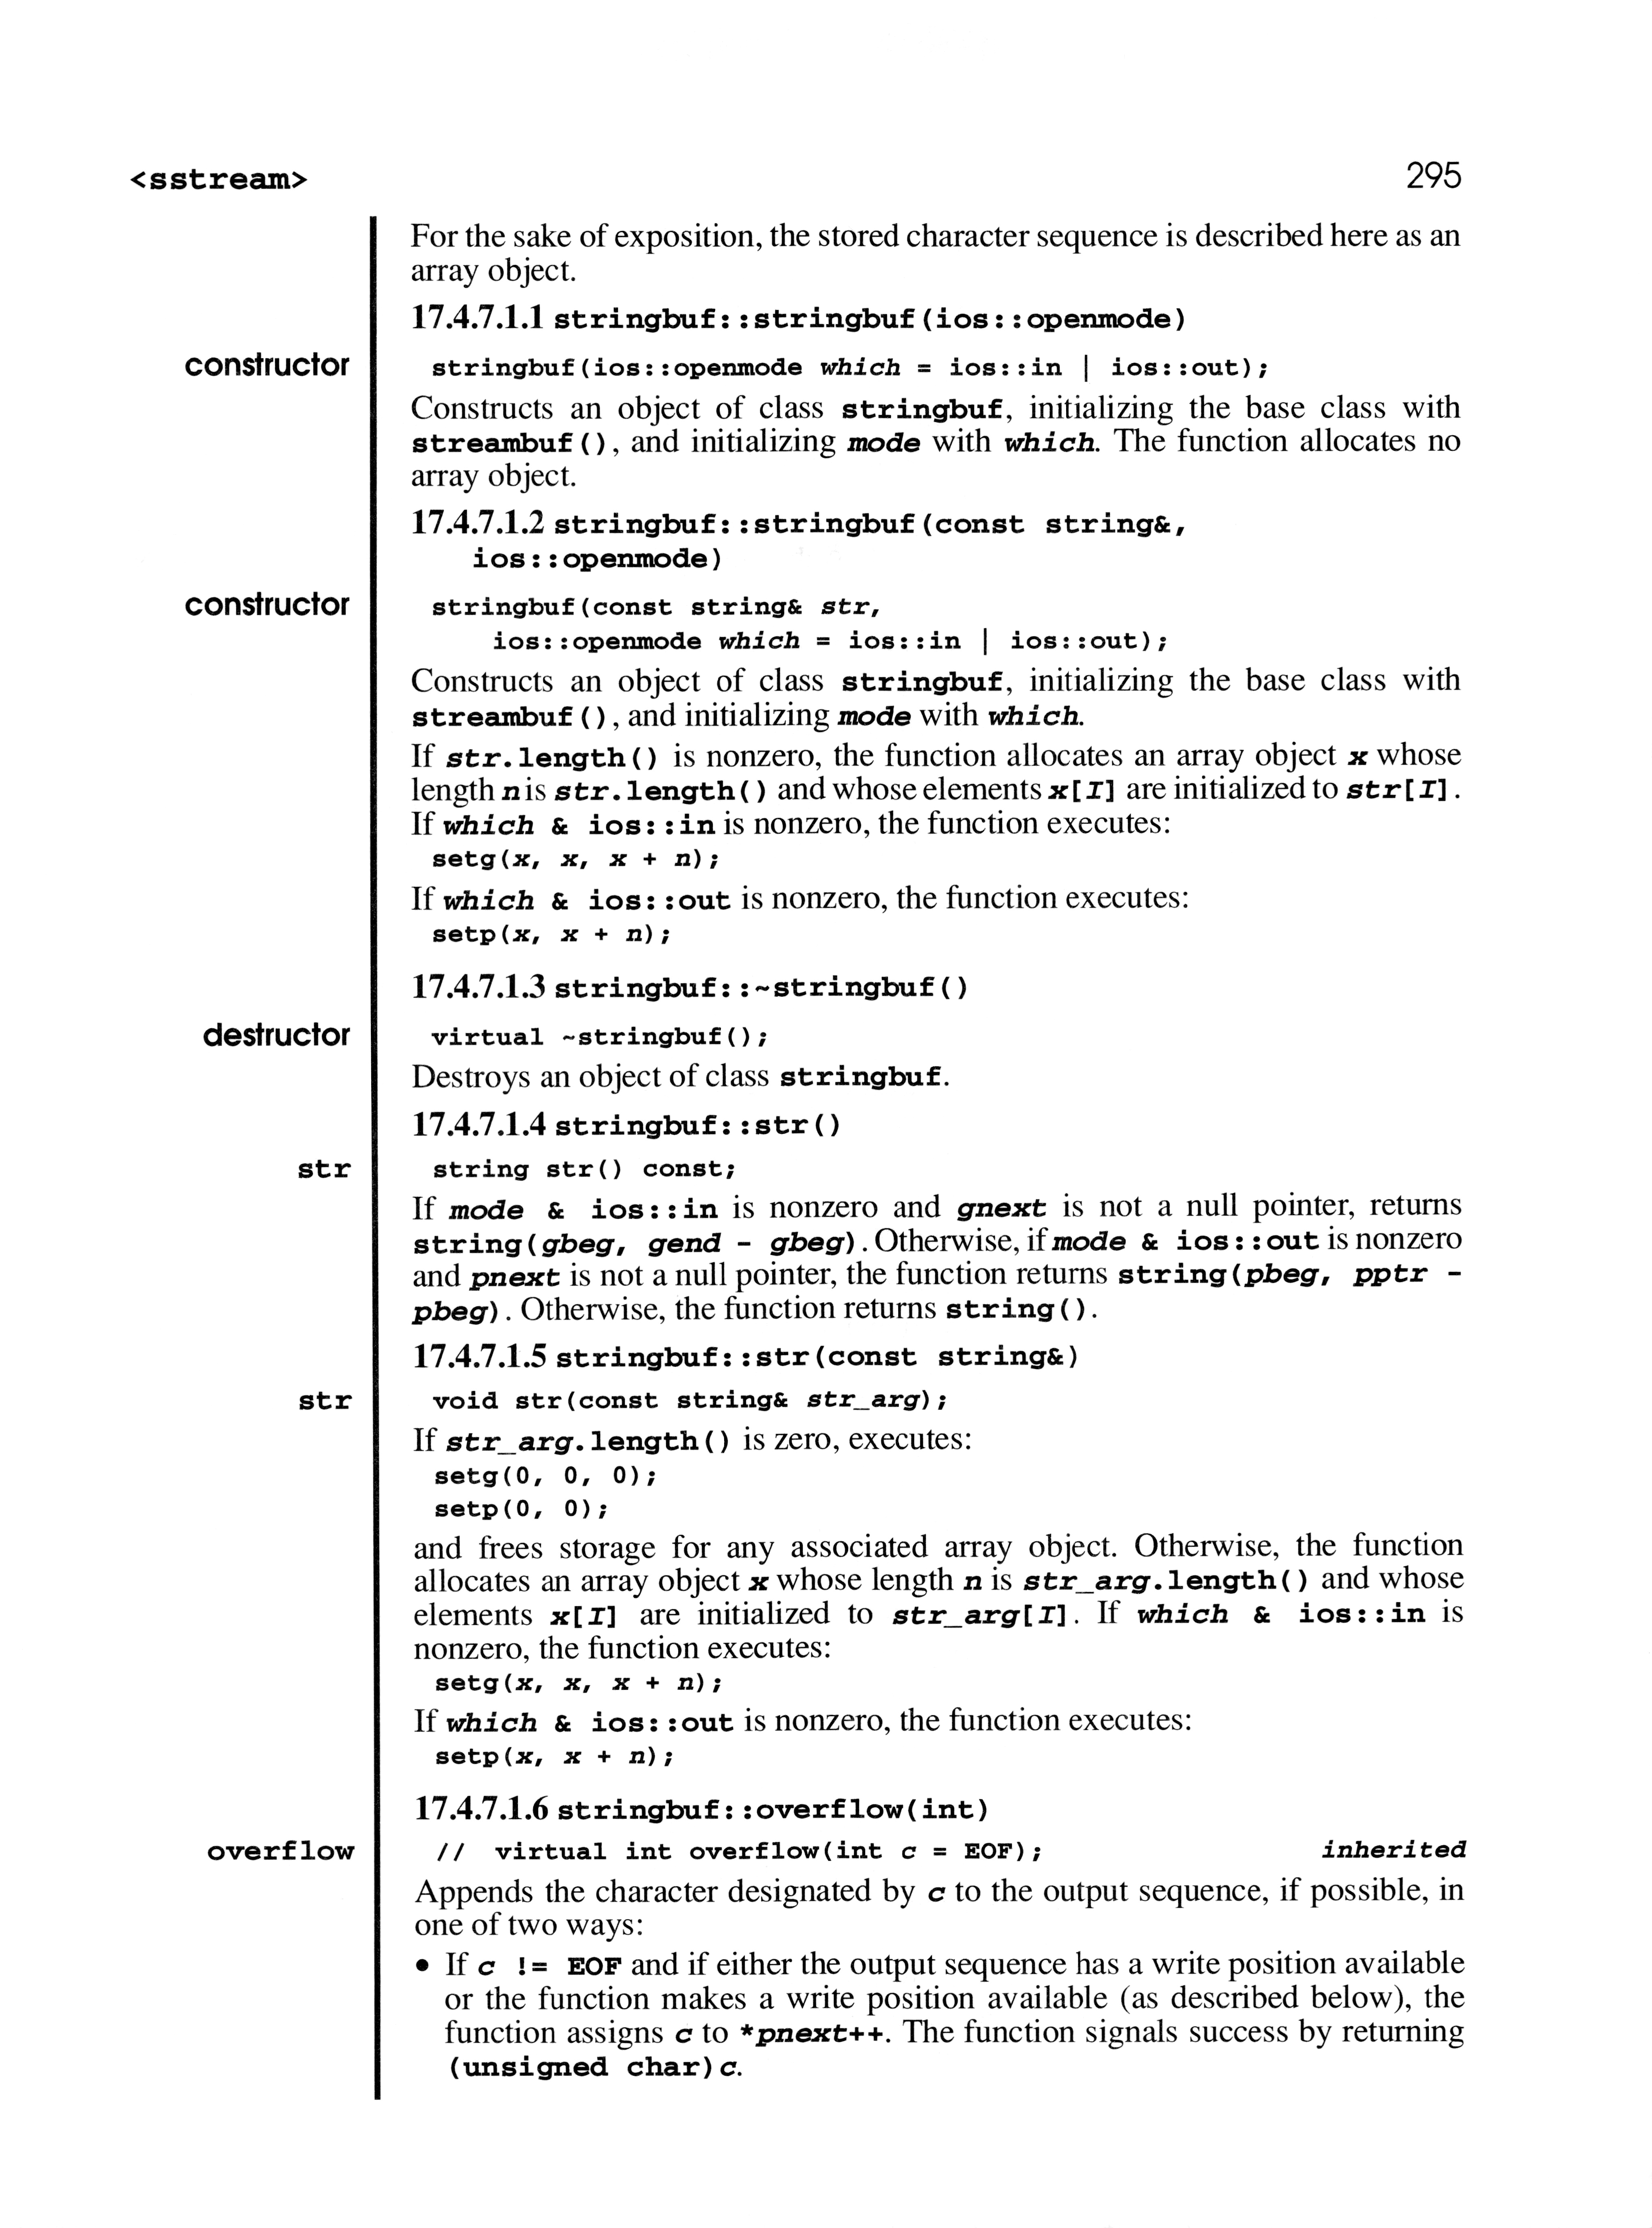 <sstream>
295
For the sake of exposition, the stored character sequence is described here as an
array object.
17.4.7.1.1 stringbuf::stringbuf(ios::openmode)
constructor
stringbuf(ios::openmode which = ios::in | ios::out);
Constructs an object of class stringbuf, initializing the base class with
streambuf(), and initializing mode with which. The function allocates no
array object.
17.4.7.1.2 stringbuf::stringbuf(const string&,
ios::openmode)
constructor
stringbuf(const string& str,
ios::openmode which = ios::in | ios::out);
Constructs an object of class stringbuf, initializing the base class with
streambuf(), and initializing mode with which.
If str.length() is nonzero, the function allocates an array object x whose
length n is str.length() and whose elements x[I] are initialized to str[I].
If which & ios::in is nonzero, the function executes:
setg(x, x, x + n);
If which & ios::out is nonzero, the function executes:
setp(x, x + n);
17.4.7.1.3 stringbuf::~stringbuf()
destructor
virtual ~stringbuf();
Destroys an object of class stringbuf.
17.4.7.1.4 stringbuf::str()
str
string str() const;
If mode & ios::in is nonzero and gnext is not a null pointer, returns
string(gbeg, gend - gbeg). Otherwise, if mode & ios::out is nonzero
and pnext is not a null pointer, the function returns string(pbeg, pptr -
pbeg). Otherwise, the function returns string().
17.4.7.1.5 stringbuf::str(const string&)
str
void str(const string& str_arg);
If str_arg.length() is zero, executes:
setg(0, 0, 0);
setp(0, 0);
and frees storage for any associated array object. Otherwise, the function
allocates an array object x whose length n is str_arg.length() and whose
elements x[I] are initialized to str_arg[I]. If which & ios::in is
nonzero, the function executes:
setg(x, x, x + n);
If which & ios::out is nonzero, the function executes:
setp(x, x + n);
17.4.7.1.6 stringbuf::overflow(int)
overflow
// virtual int overflow(int c = EOF); inherited
Appends the character designated by c to the output sequence, if possible, in
one of two ways:
• If c != EOF and if either the output sequence has a write position available
or the function makes a write position available (as described below), the
function assigns c to *pnext++. The function signals success by returning
(unsigned char)c.